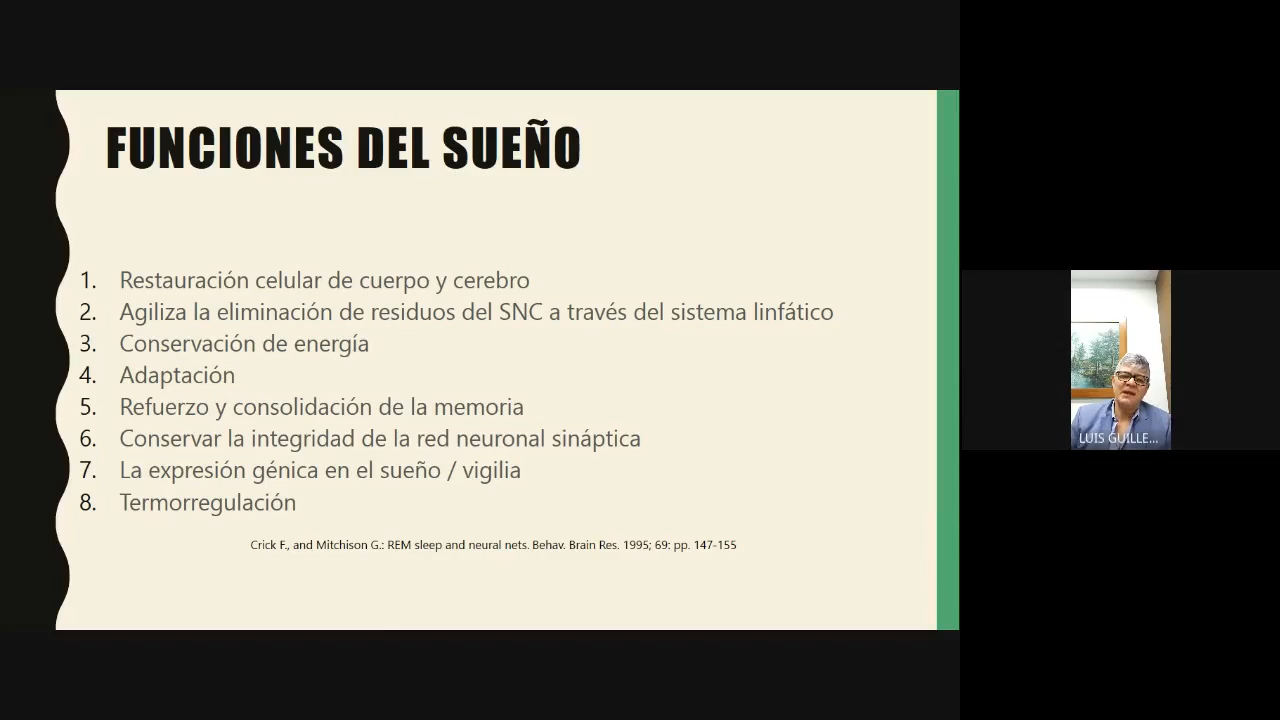 FUNCIONES DEL SUEÑO
1. Restauración celular de cuerpo y cerebro
2. Agiliza la eliminación de residuos del SNC a través del sistema linfático
3. Conservación de energía
4. Adaptación
5. Refuerzo y consolidación de la memoria
6. Conservar la integridad de la red neuronal sináptica
7. La expresión génica en el sueño / vigilia
8. Termorregulación
Crick F., and Mitchison G.: REM sleep and neural nets. Behav. Brain Res. 1995; 69: pp. 147-155
LUIS GUILLE...